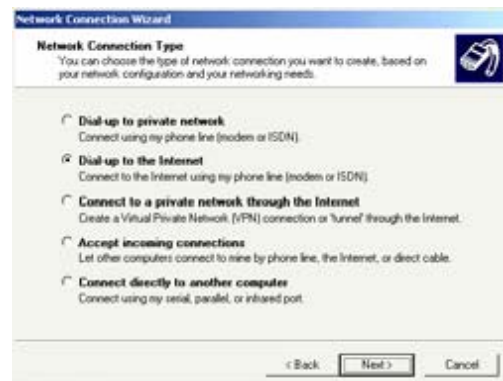 Network Connection Wizard
Network Connection Type
You can choose the type of network connection you want to create, based on
your network configuration and your networking needs.
Dial-up to private network
Connect using my phone line (modem or ISDN).
Dial-up to the Internet
Connect to the Internet using my phone line (modem or ISDN).
Connect to a private network through the Internet
Create a Virtual Private Network (VPN) connection or 'tunnel' through the Internet.
Accept incoming connections
Let other computers connect to mine by phone line, the Internet, or direct cable.
Connect directly to another computer
Connect using my serial, parallel, or infrared port.
< Back
Next >
Cancel